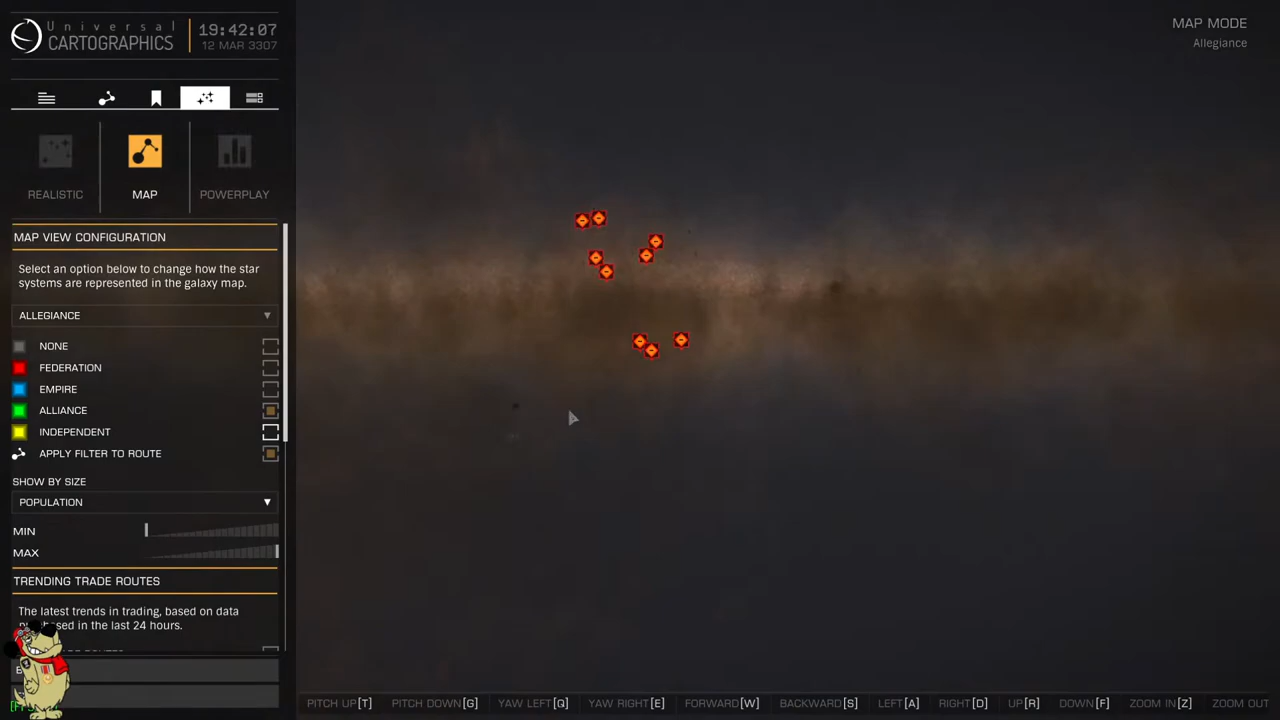 Universal
CARTOGRAPHICS
19:42:07
12 MAR 3307
MAP MODE
Allegiance
REALISTIC
MAP
POWERPLAY
MAP VIEW CONFIGURATION
Select an option below to change how the star
systems are represented in the galaxy map.
ALLEGIANCE
NONE
FEDERATION
EMPIRE
ALLIANCE
INDEPENDENT
APPLY FILTER TO ROUTE
SHOW BY SIZE
POPULATION
MIN
MAX
TRENDING TRADE ROUTES
The latest trends in trading, based on data
in the last 24 hours.
PITCH UP[T] PITCH DOWN[G] YAW LEFT[Q] YAW RIGHT[E] FORWARD[W] BACKWARD[S] LEFT[A] RIGHT[D] UP[R] DOWN[F] ZOOM IN[Z] ZOOM OUT